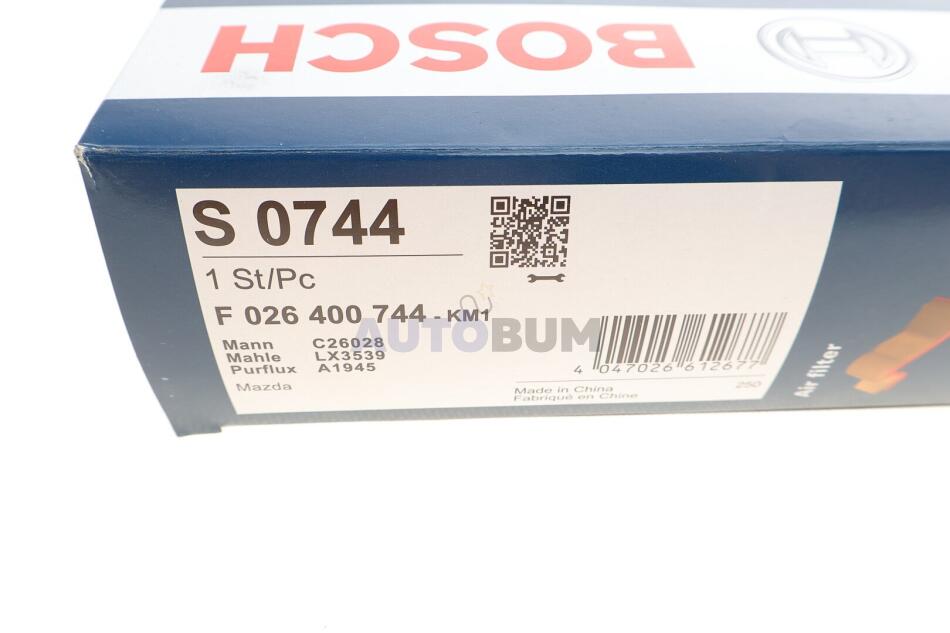 BOSCH
S 0744
1 St/Pc
F 026 400 744 - KM1
AUTOBUM
Mann C26028
Mahle LX3539
Purflux A1945
Mazda
4 047026 612677
Made in China
Fabriqué en Chine
250
Air filter